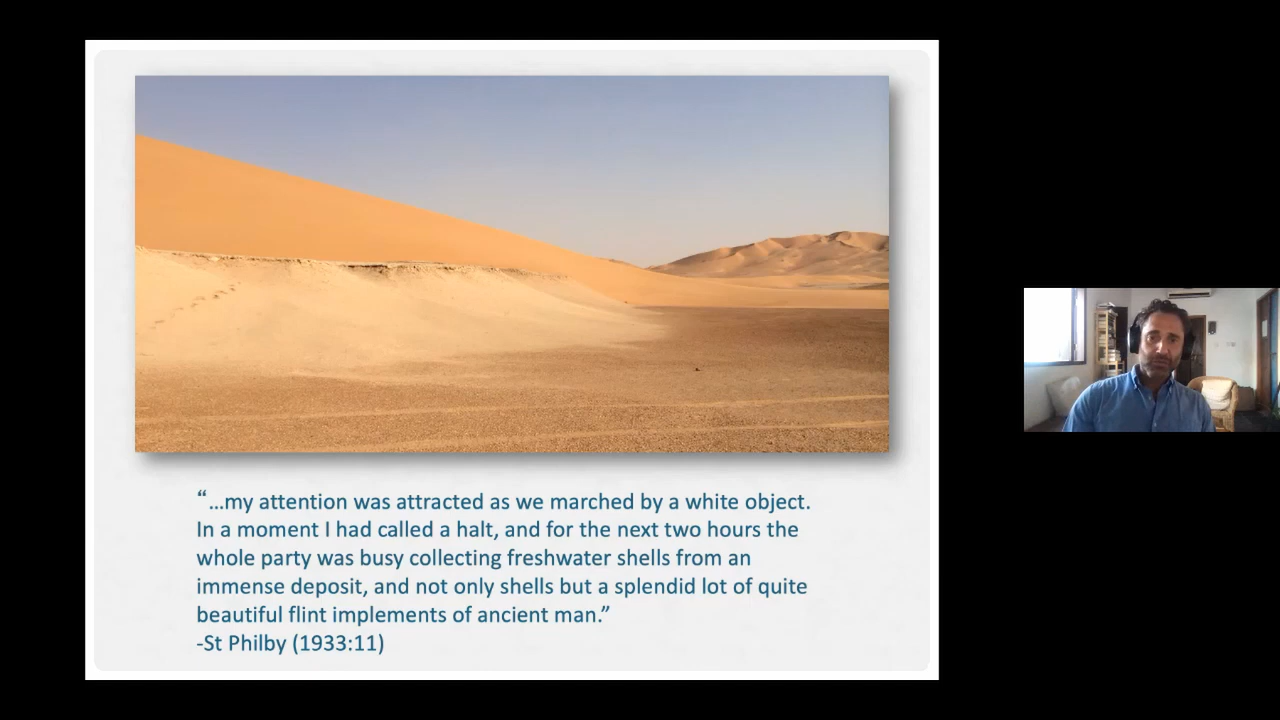 “…my attention was attracted as we marched by a white object.
In a moment I had called a halt, and for the next two hours the
whole party was busy collecting freshwater shells from an
immense deposit, and not only shells but a splendid lot of quite
beautiful flint implements of ancient man.”
-St Philby (1933:11)